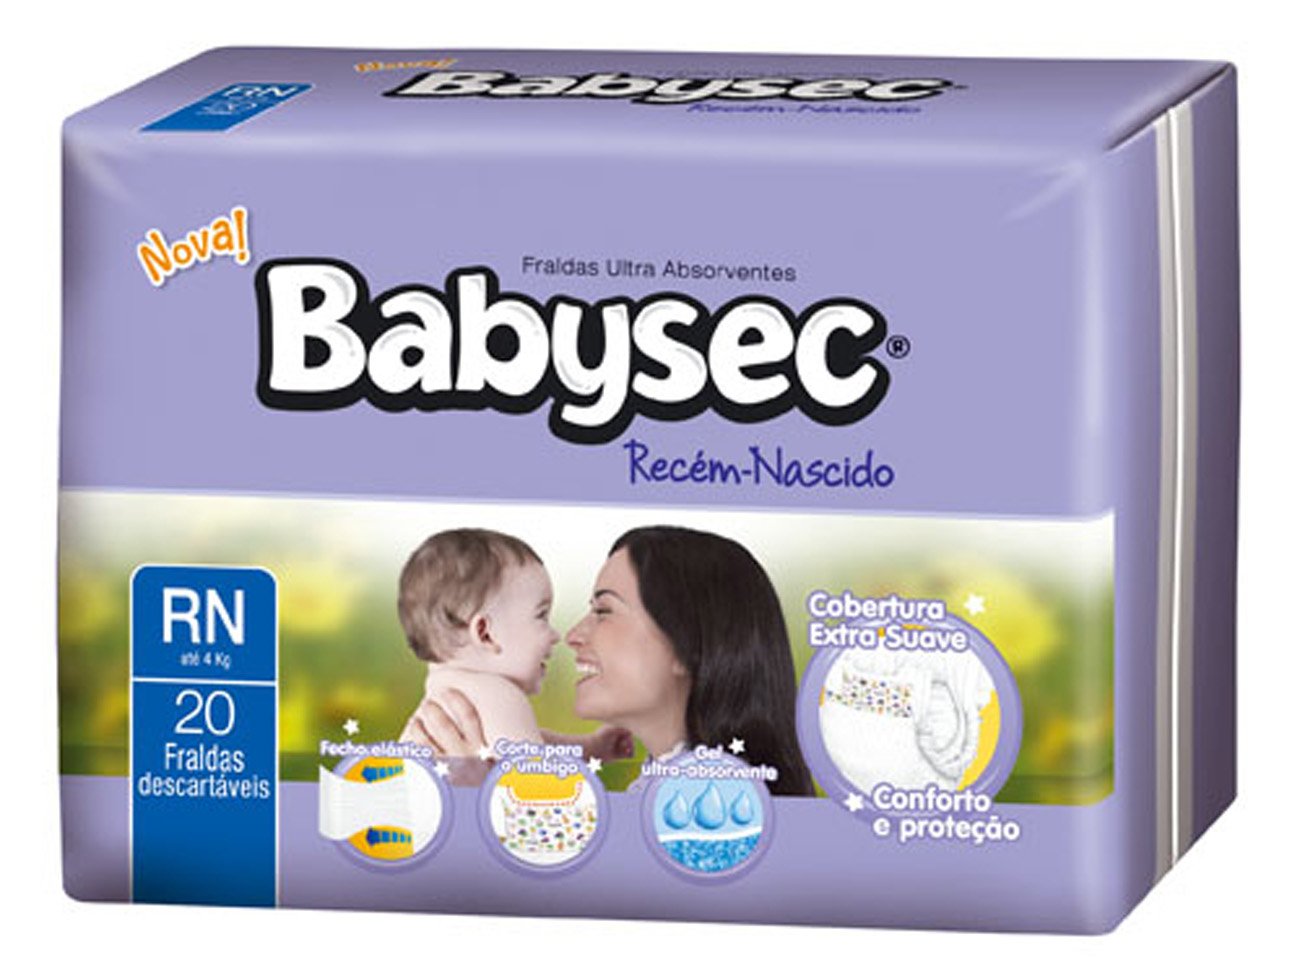 Babysec
Recém-Nascido
RN
Nova!
Fraldas Ultra Absorventes
Babysec®
Recém-Nascido
RN
até 4 Kg
20
Fraldas
descartáveis
Fecho elástico
Corte para
o umbigo
Gel
ultra-absorvente
Cobertura
Extra Suave
Conforto
e proteção